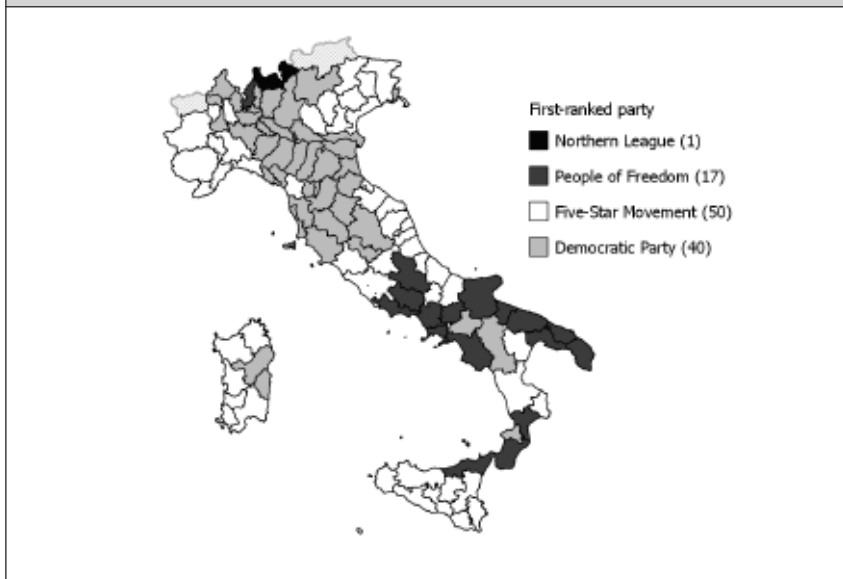 First-ranked party
Northern League (1)
People of Freedom (17)
Five-Star Movement (50)
Democratic Party (40)